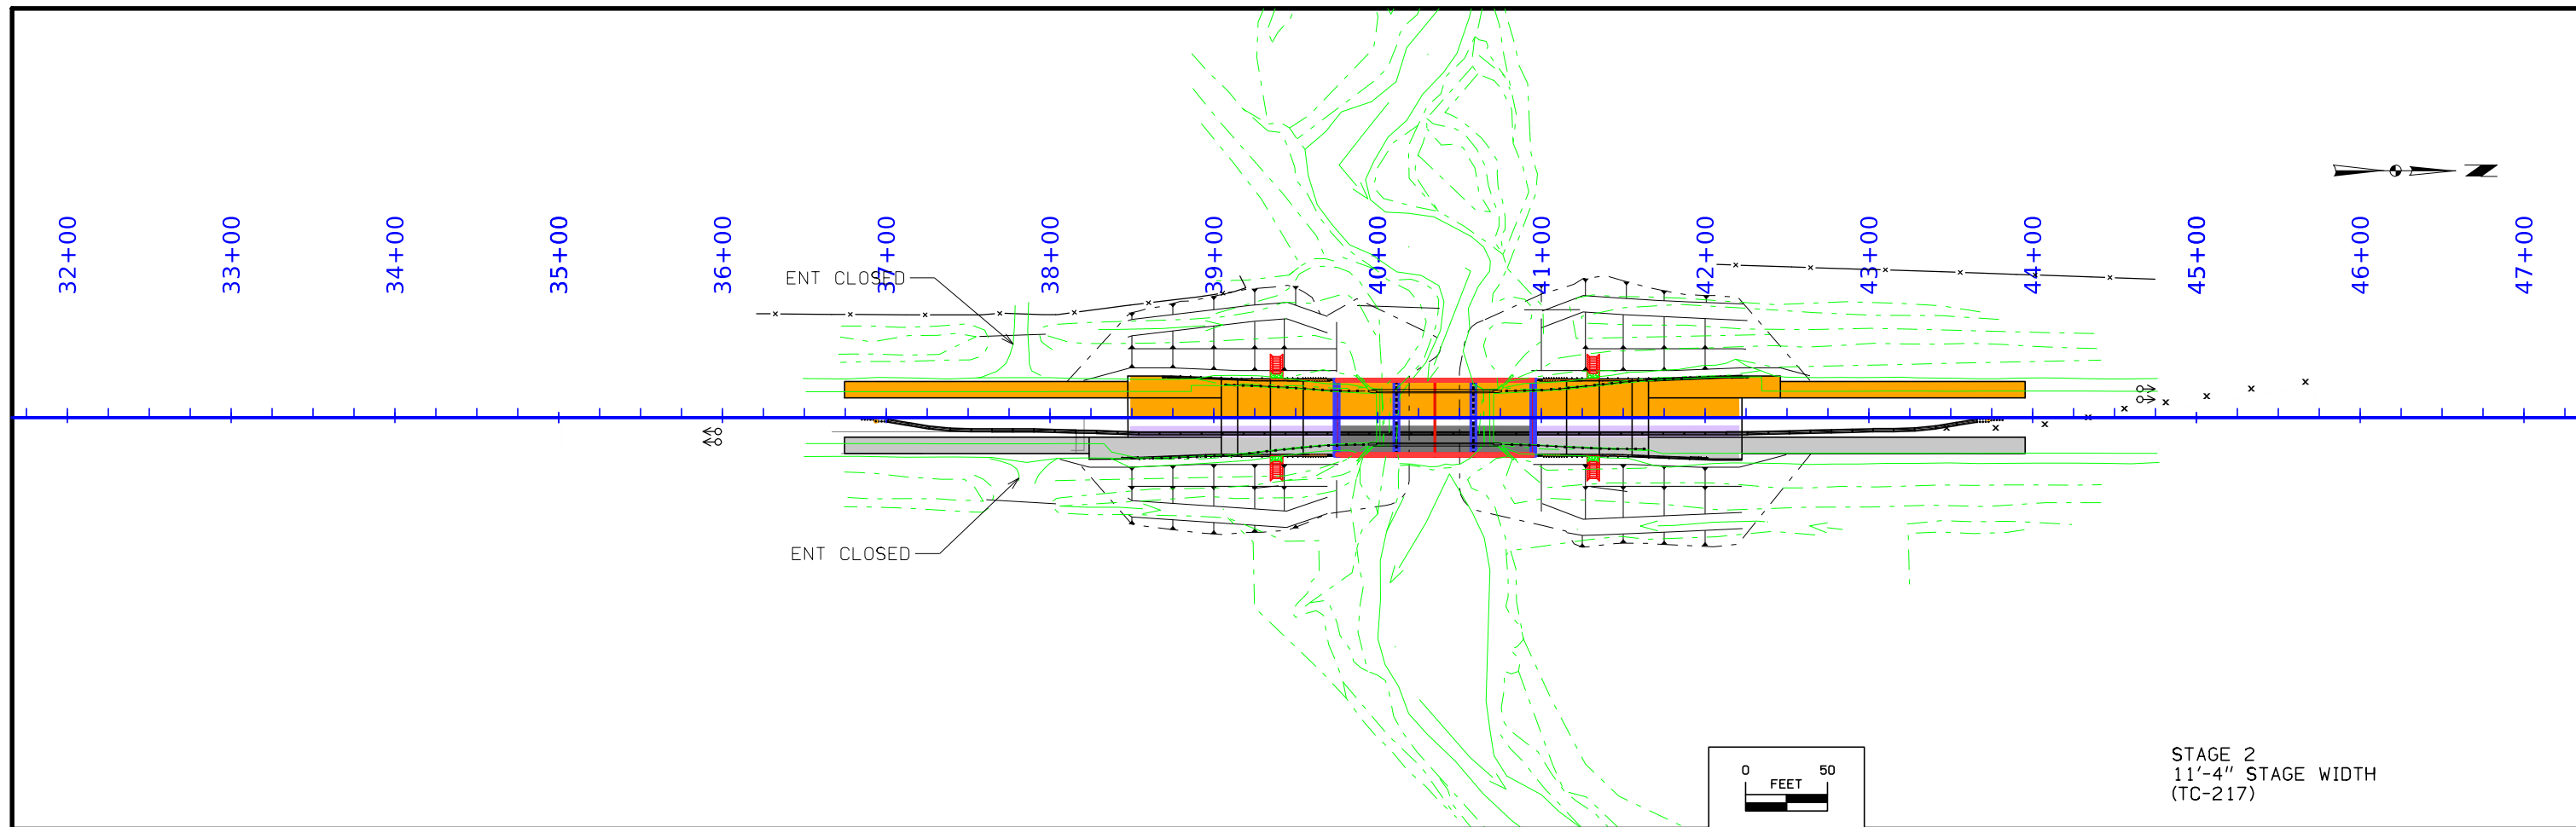 32+00
33+00
34+00
35+00
36+00
37+00
38+00
39+00
40+00
41+00
42+00
43+00
44+00
45+00
46+00
47+00
N
ENT CLOSED
ENT CLOSED
0 50
FEET
STAGE 2
11'-4" STAGE WIDTH
(TC-217)